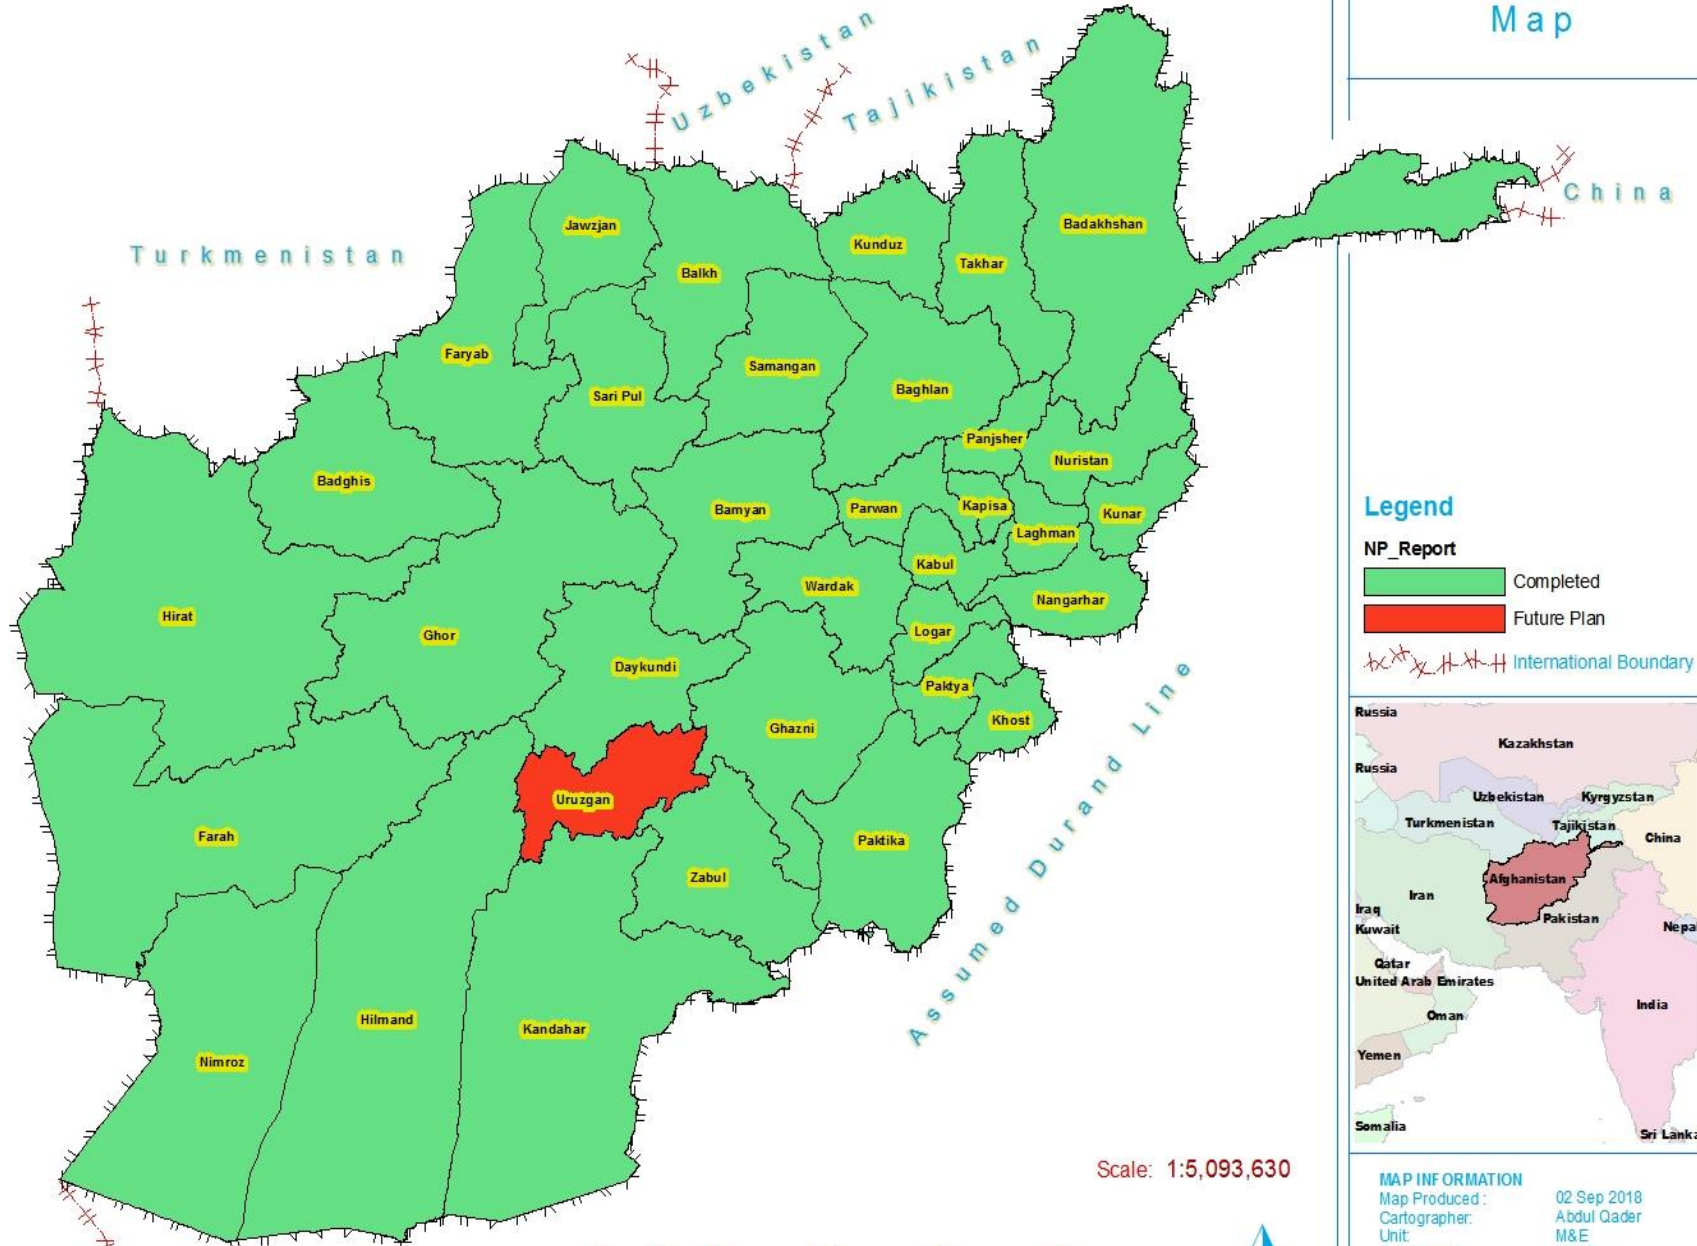 Map
Uzbekistan
Tajikistan
China
Turkmenistan
Jawzjan
Badakhshan
Kunduz
Takhar
Balkh
Faryab
Samangan
Sari Pul
Baghlan
Panjsher
Nuristan
Badghis
Bamyan
Parwan
Kapisa
Kunar
Laghman
Kabul
Wardak
Nangarhar
Hirat
Ghor
Logar
Daykundi
Paktya
Khost
Ghazni
Uruzgan
Farah
Paktika
Zabul
Hilmand
Kandahar
Nimroz
Assumed Durand Line
Scale: 1:5,093,630
Legend
NP_Report
Completed
Future Plan
International Boundary
Russia
Kazakhstan
Russia
Uzbekistan
Kyrgyzstan
Turkmenistan
Tajikistan
China
Afghanistan
Iran
Iraq
Pakistan
Kuwait
Nepal
Qatar
United Arab Emirates
India
Oman
Yemen
Somalia
Sri Lanka
MAP INFORMATION
Map Produced : 02 Sep 2018
Cartographer: Abdul Qader
Unit: M&E